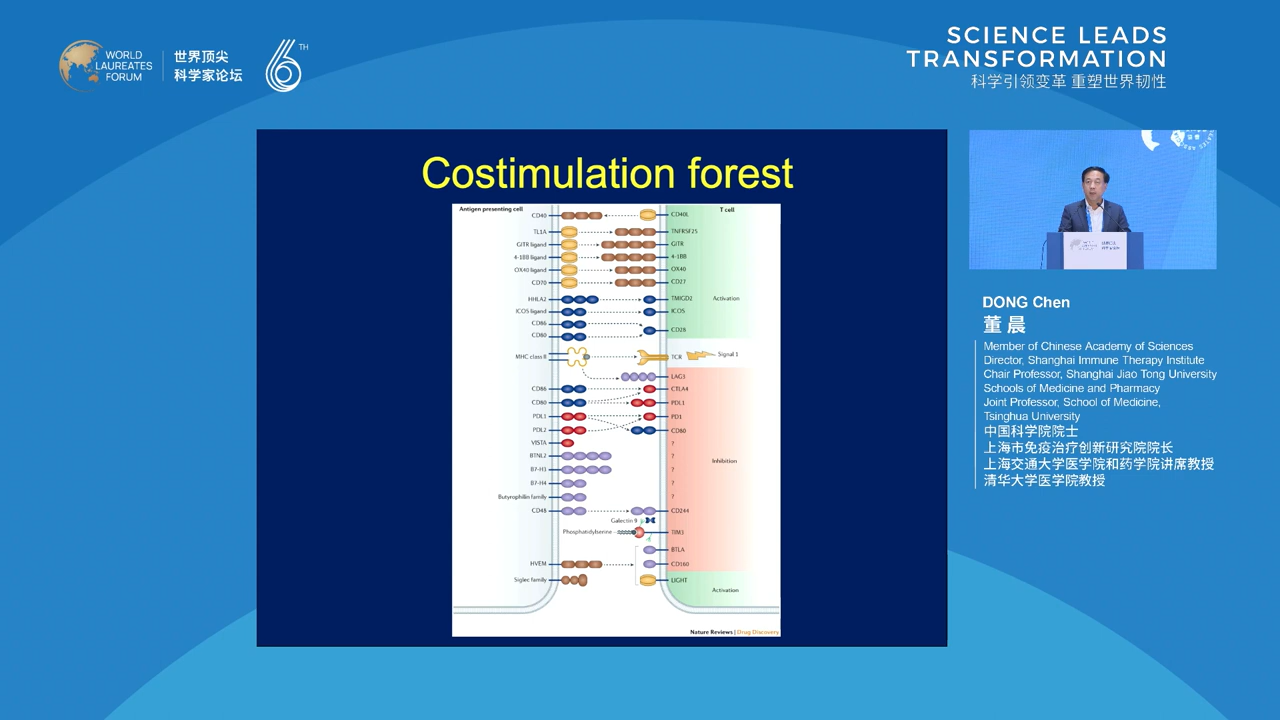 WORLD
LAUREATES
FORUM
世界顶尖
科学家论坛
6TH
SCIENCE LEADS
TRANSFORMATION
科学引领变革 重塑世界韧性
Costimulation forest
Antigen presenting cell
T cell
CD40
CD40L
TL1A
TNFRSF25
GITR ligand
GITR
4-1BB ligand
4-1BB
OX40 ligand
OX40
CD70
CD27
HHLA2
TMIGD2
Activation
ICOS ligand
ICOS
CD86
CD28
CD80
MHC class II
TCR
Signal 1
LAG3
CD86
CTLA4
CD80
PDL1
PDL1
PD1
PDL2
CD80
VISTA
?
BTNL2
?
Inhibition
B7-H3
?
B7-H4
?
Butyrophilin family
?
CD48
CD244
Galectin 9
Phosphatidylserine
TIM3
BTLA
HVEM
CD160
Siglec family
LIGHT
Activation
Nature Reviews | Drug Discovery
DONG Chen
董 晨
Member of Chinese Academy of Sciences
Director, Shanghai Immune Therapy Institute
Chair Professor, Shanghai Jiao Tong University
Schools of Medicine and Pharmacy
Joint Professor, School of Medicine,
Tsinghua University
中国科学院院士
上海市免疫治疗创新研究院院长
上海交通大学医学院和药学院讲席教授
清华大学医学院教授